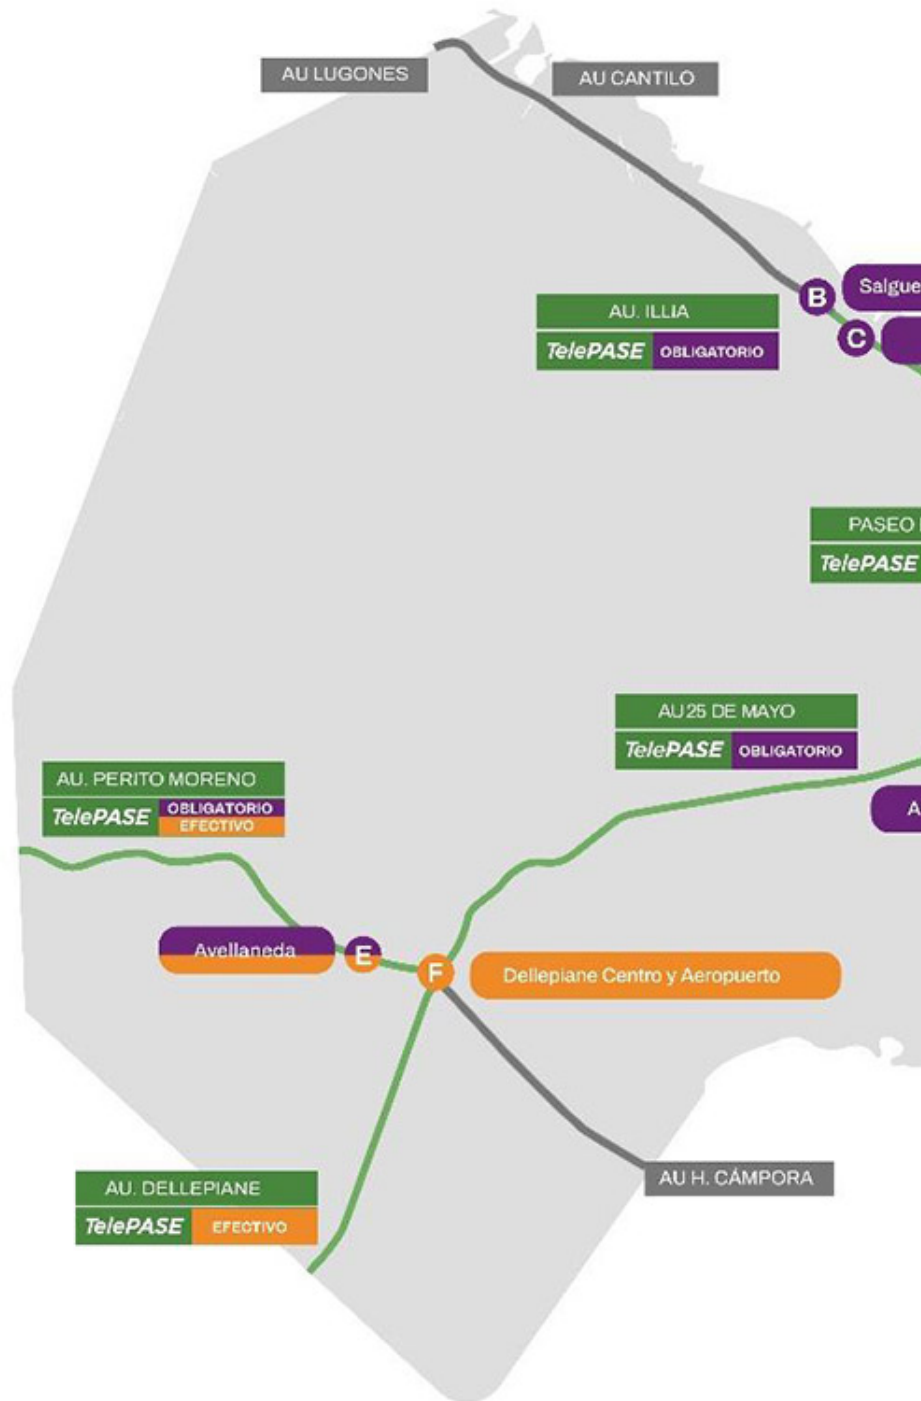 AU LUGONES
AU CANTILO
B
Salgue
AU. ILLIA
TelePASE OBLIGATORIO
C
PASEO
TelePASE
AU 25 DE MAYO
TelePASE OBLIGATORIO
AU. PERITO MORENO
TelePASE OBLIGATORIO
EFECTIVO
A
Avellaneda
E
F
Dellepiane Centro y Aeropuerto
AU. DELLEPIANE
TelePASE EFECTIVO
AU H. CÁMPORA